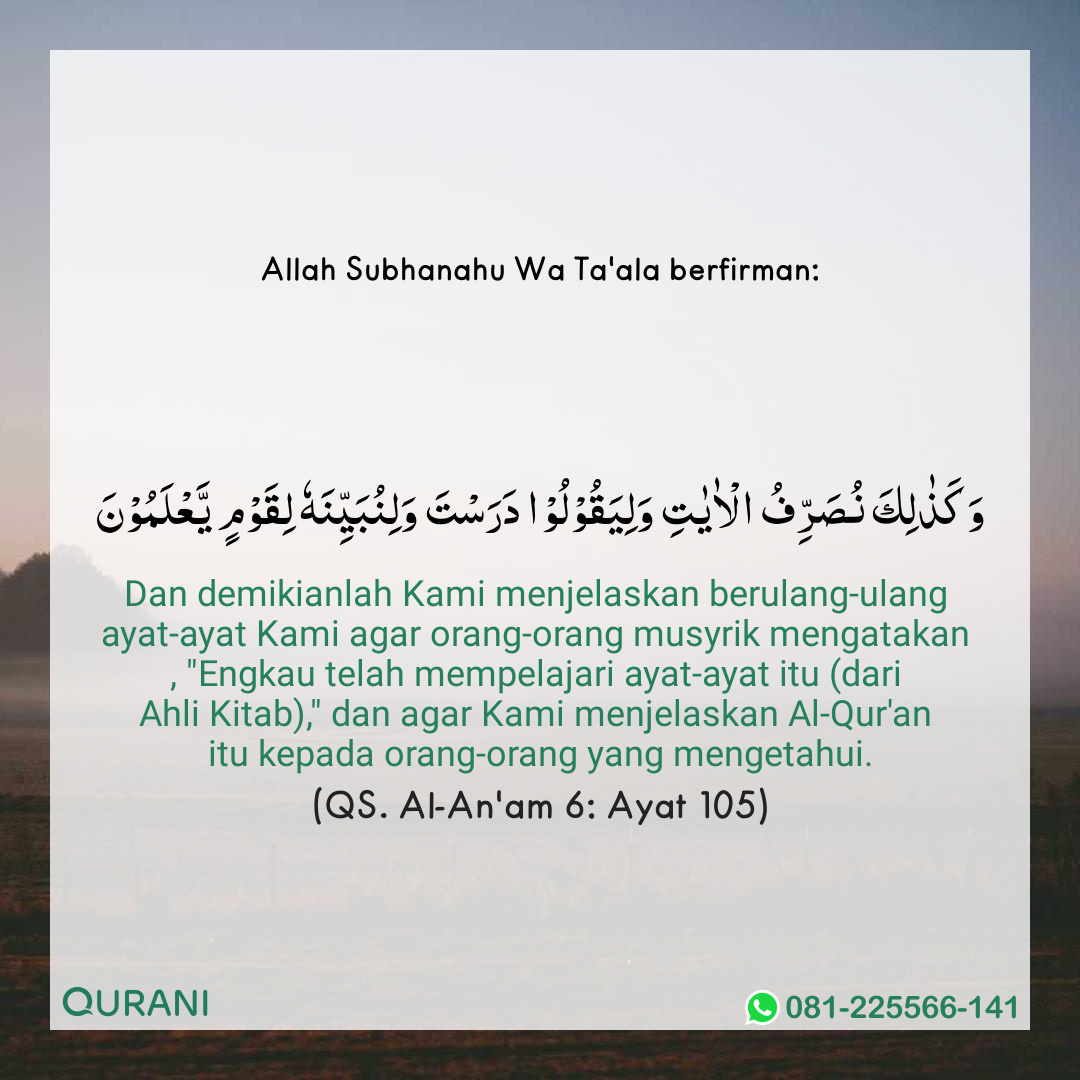 Allah Subhanahu Wa Ta'ala berfirman:
وَكَذٰلِكَ نُصَرِّفُ الْاٰيٰتِ وَلِيَقُوْلُوْا دَرَسْتَ وَلِنُبَيِّنَهٗ لِقَوْمٍ يَّعْلَمُوْنَ
Dan demikianlah Kami menjelaskan berulang-ulang
ayat-ayat Kami agar orang-orang musyrik mengatakan
, "Engkau telah mempelajari ayat-ayat itu (dari
Ahli Kitab)," dan agar Kami menjelaskan Al-Qur'an
itu kepada orang-orang yang mengetahui.
(QS. Al-An'am 6: Ayat 105)
QURANI
081-225566-141